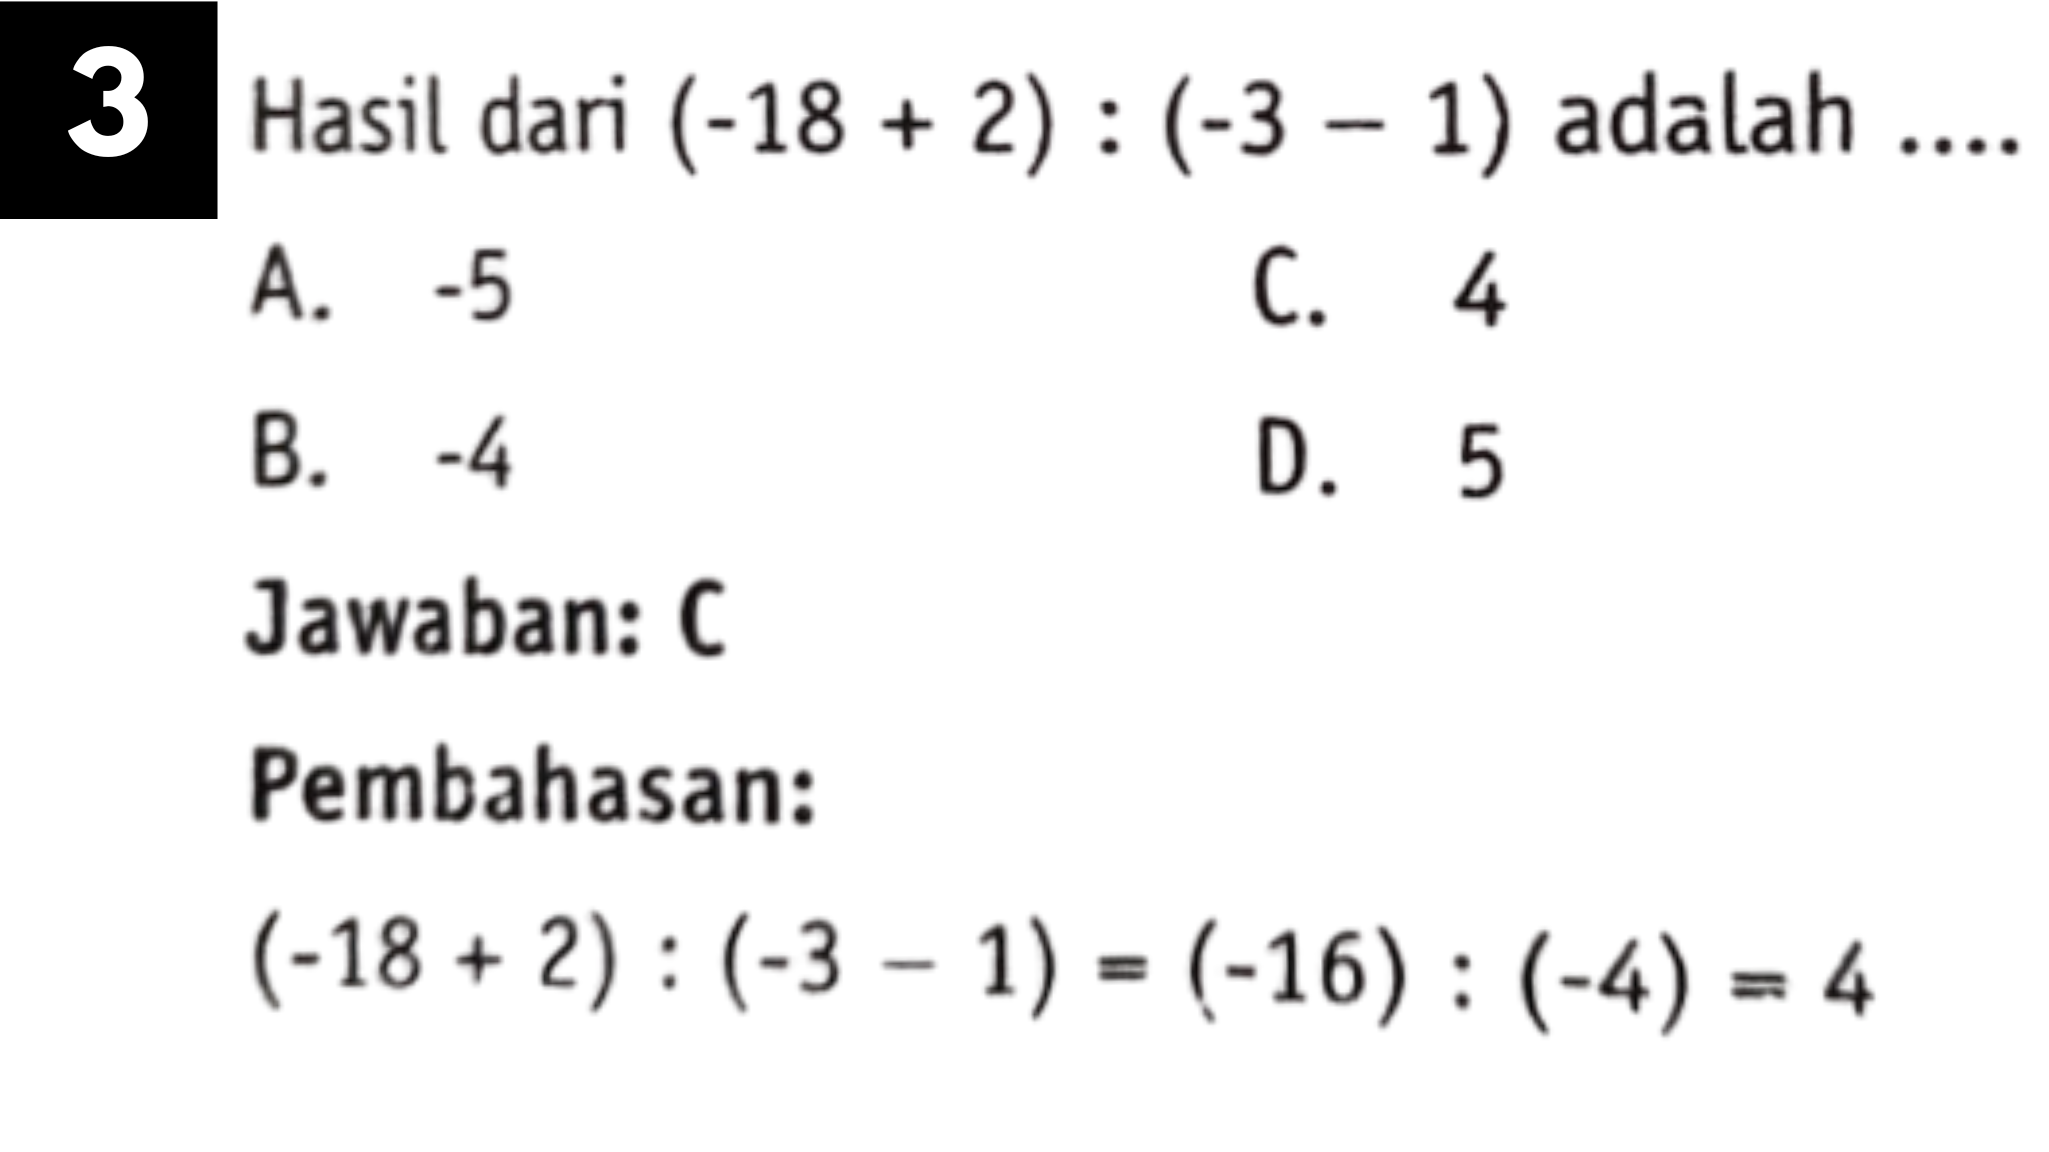 3
Hasil dari (-18 + 2) : (-3 – 1) adalah ....
A. -5 C. 4
B. -4 D. 5
Jawaban: C
Pembahasan:
(-18 + 2) : (-3 – 1) = (-16) : (-4) = 4